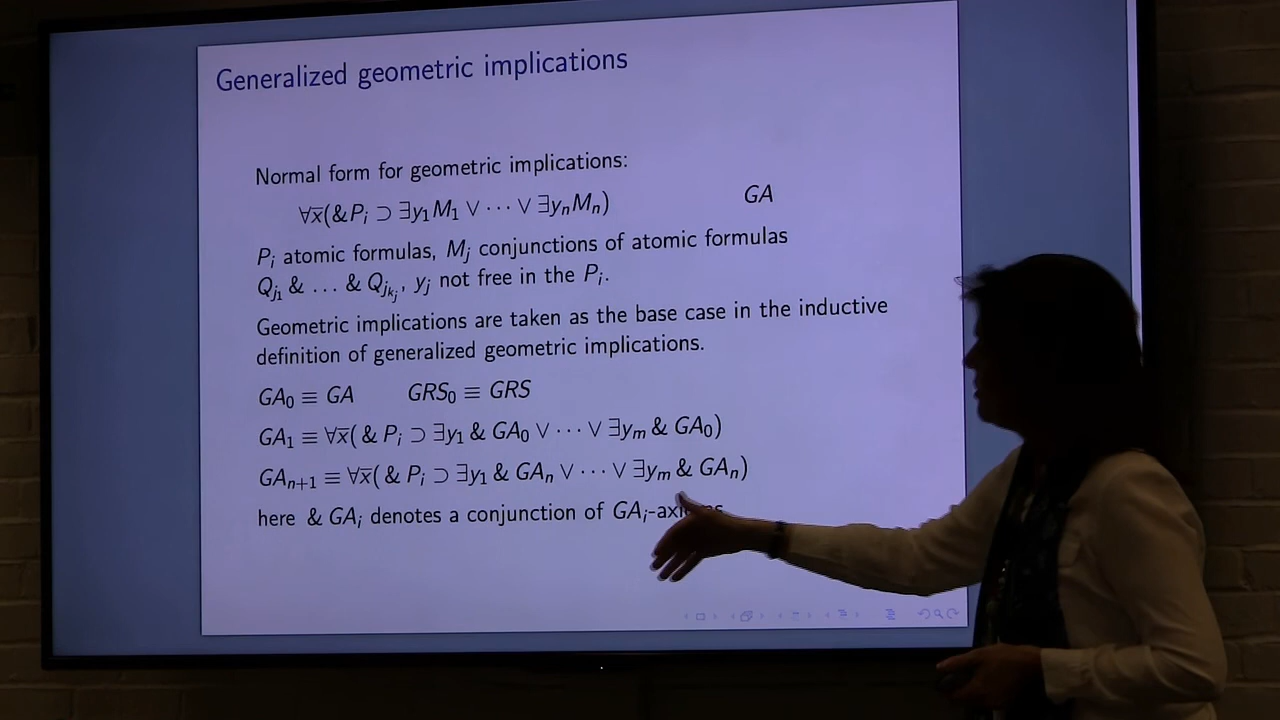 Generalized geometric implications
Normal form for geometric implications:
∀x̅(&Pᵢ ⊃ ∃y₁M₁ ∨ ⋯ ∨ ∃yₙMₙ) GA
Pᵢ atomic formulas, Mⱼ conjunctions of atomic formulas
Qⱼ₁ & … & Qⱼₖⱼ, yⱼ not free in the Pᵢ.
Geometric implications are taken as the base case in the inductive
definition of generalized geometric implications.
GA₀ ≡ GA GRS₀ ≡ GRS
GA₁ ≡ ∀x̅( & Pᵢ ⊃ ∃y₁ & GA₀ ∨ ⋯ ∨ ∃yₘ & GA₀)
GAₙ₊₁ ≡ ∀x̅( & Pᵢ ⊃ ∃y₁ & GAₙ ∨ ⋯ ∨ ∃yₘ & GAₙ)
here & GAᵢ denotes a conjunction of GAᵢ-